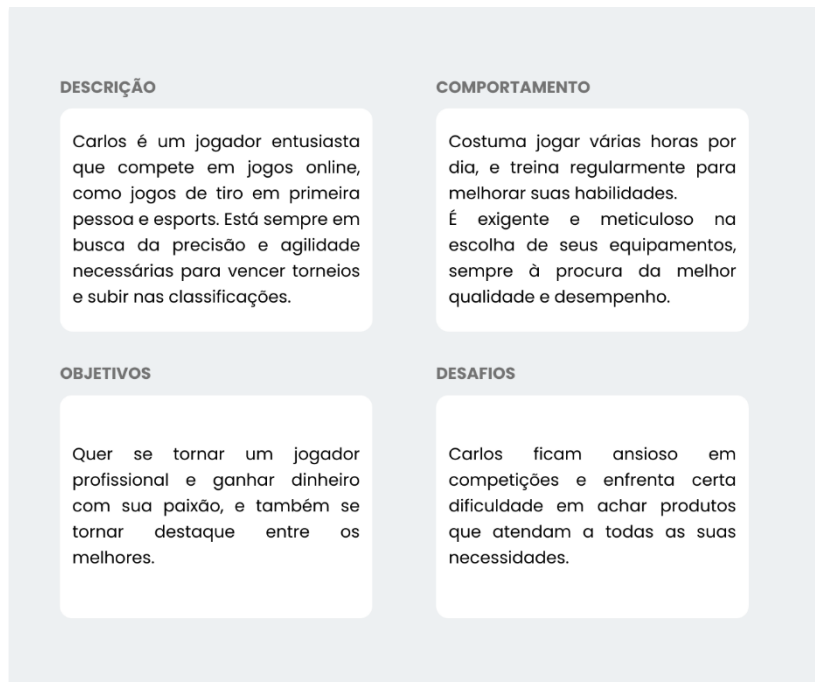 DESCRIÇÃO
Carlos é um jogador entusiasta
que compete em jogos online,
como jogos de tiro em primeira
pessoa e esports. Está sempre em
busca da precisão e agilidade
necessárias para vencer torneios
e subir nas classificações.
COMPORTAMENTO
Costuma jogar várias horas por
dia, e treina regularmente para
melhorar suas habilidades.
É exigente e meticuloso na
escolha de seus equipamentos,
sempre à procura da melhor
qualidade e desempenho.
OBJETIVOS
Quer se tornar um jogador
profissional e ganhar dinheiro
com sua paixão, e também se
tornar destaque entre os
melhores.
DESAFIOS
Carlos ficam ansioso em
competições e enfrenta certa
dificuldade em achar produtos
que atendam a todas as suas
necessidades.